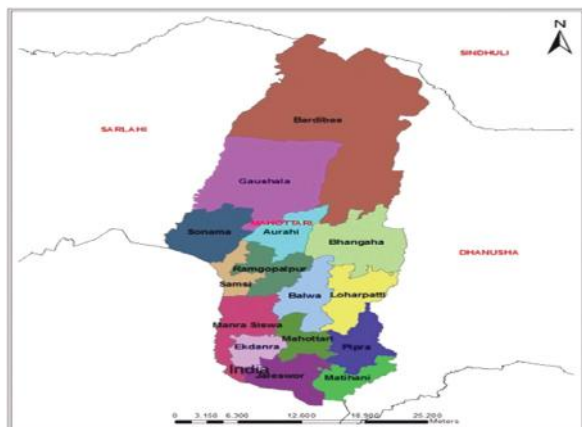 N
SINDHULI
SARLAHI
Bardibas
Gaushala
MAHOTTARI
Sonama
Aurahi
Bhangaha
DHANUSHA
Ramgopalpur
Samsi
Balwa
Loharpatti
Manra Siswa
Mahottari
Pipra
Ekdanra
India
Jaleswor
Matihani
0 3,150 6,300 12,600 18,900 25,200
Meters